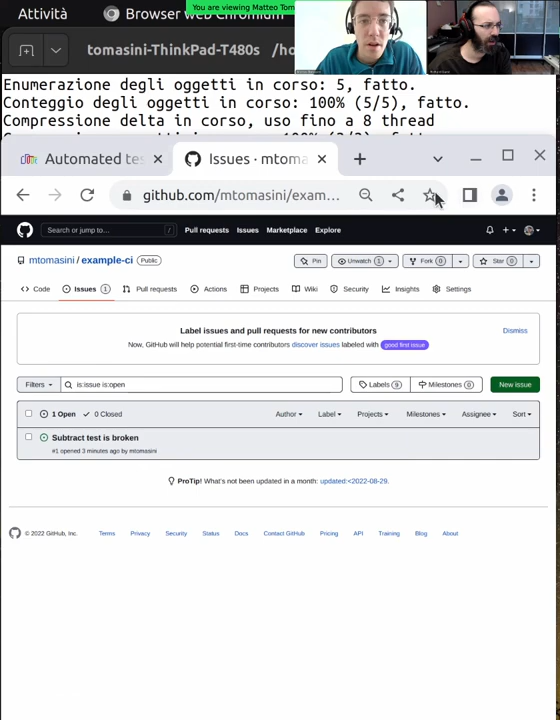 You are viewing Matteo Tom
Attività
Browser web Chromium
tomasini-ThinkPad-T480s
Enumerazione degli oggetti in corso: 5, fatto.
Conteggio degli oggetti in corso: 100% (5/5), fatto.
Compressione delta in corso, uso fino a 8 thread
Automated te
Issues · mtoma
github.com/mtomasini/exam...
Search or jump to...
/
Pull requests
Issues
Marketplace
Explore
mtomasini / example-ci
Public
Pin
Unwatch 1
Fork 0
Star 0
Code
Issues 1
Pull requests
Actions
Projects
Wiki
Security
Insights
Settings
Label issues and pull requests for new contributors
Dismiss
Now, GitHub will help potential first-time contributors discover issues labeled with good first issue
Filters
is:issue is:open
Labels 9
Milestones 0
New issue
1 Open
0 Closed
Author
Label
Projects
Milestones
Assignee
Sort
Subtract test is broken
#1 opened 3 minutes ago by mtomasini
ProTip! What's not been updated in a month: updated:<2022-08-29.
© 2022 GitHub, Inc.
Terms
Privacy
Security
Status
Docs
Contact GitHub
Pricing
API
Training
Blog
About